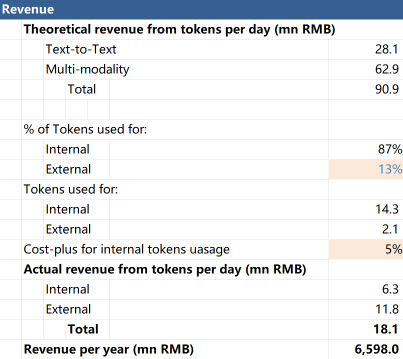 Revenue
Theoretical revenue from tokens per day (mn RMB)
Text-to-Text 28.1
Multi-modality 62.9
Total 90.9
% of Tokens used for:
Internal 87%
External 13%
Tokens used for:
Internal 14.3
External 2.1
Cost-plus for internal tokens uasage 5%
Actual revenue from tokens per day (mn RMB)
Internal 6.3
External 11.8
Total 18.1
Revenue per year (mn RMB) 6,598.0